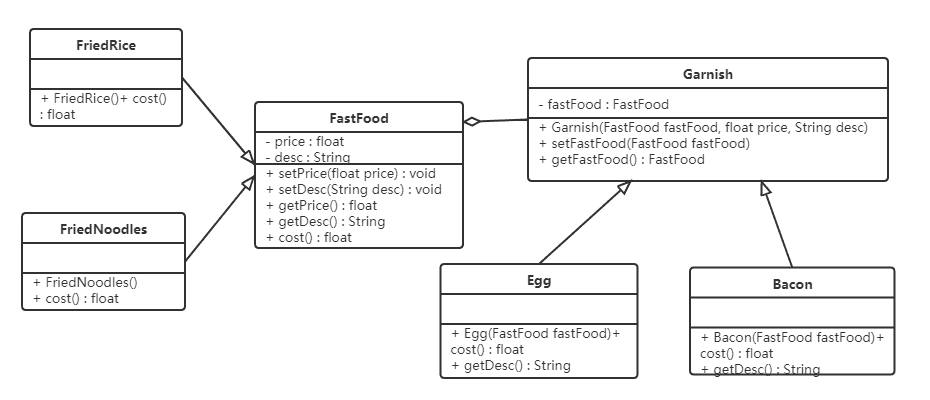 FriedRice
+ FriedRice()+ cost()
: float
FriedNoodles
+ FriedNoodles()
+ cost() : float
FastFood
- price : float
- desc : String
+ setPrice(float price) : void
+ setDesc(String desc) : void
+ getPrice() : float
+ getDesc() : String
+ cost() : float
Garnish
- fastFood : FastFood
+ Garnish(FastFood fastFood, float price, String desc)
+ setFastFood(FastFood fastFood)
+ getFastFood() : FastFood
Egg
+ Egg(FastFood fastFood)+
cost() : float
+ getDesc() : String
Bacon
+ Bacon(FastFood fastFood)+
cost() : float
+ getDesc() : String